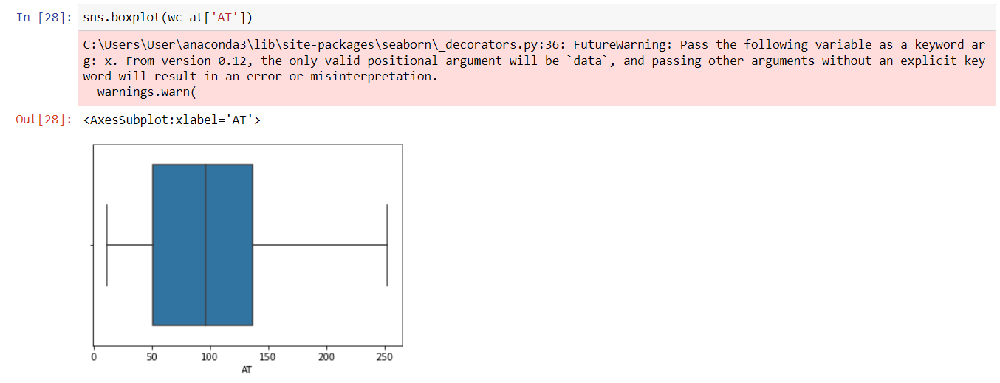 In [28]: sns.boxplot(wc_at['AT'])
C:\Users\User\anaconda3\lib\site-packages\seaborn\_decorators.py:36: FutureWarning: Pass the following variable as a keyword ar
g: x. From version 0.12, the only valid positional argument will be `data`, and passing other arguments without an explicit key
word will result in an error or misinterpretation.
  warnings.warn(
Out[28]: <AxesSubplot:xlabel='AT'>
0 50 100 150 200 250
AT